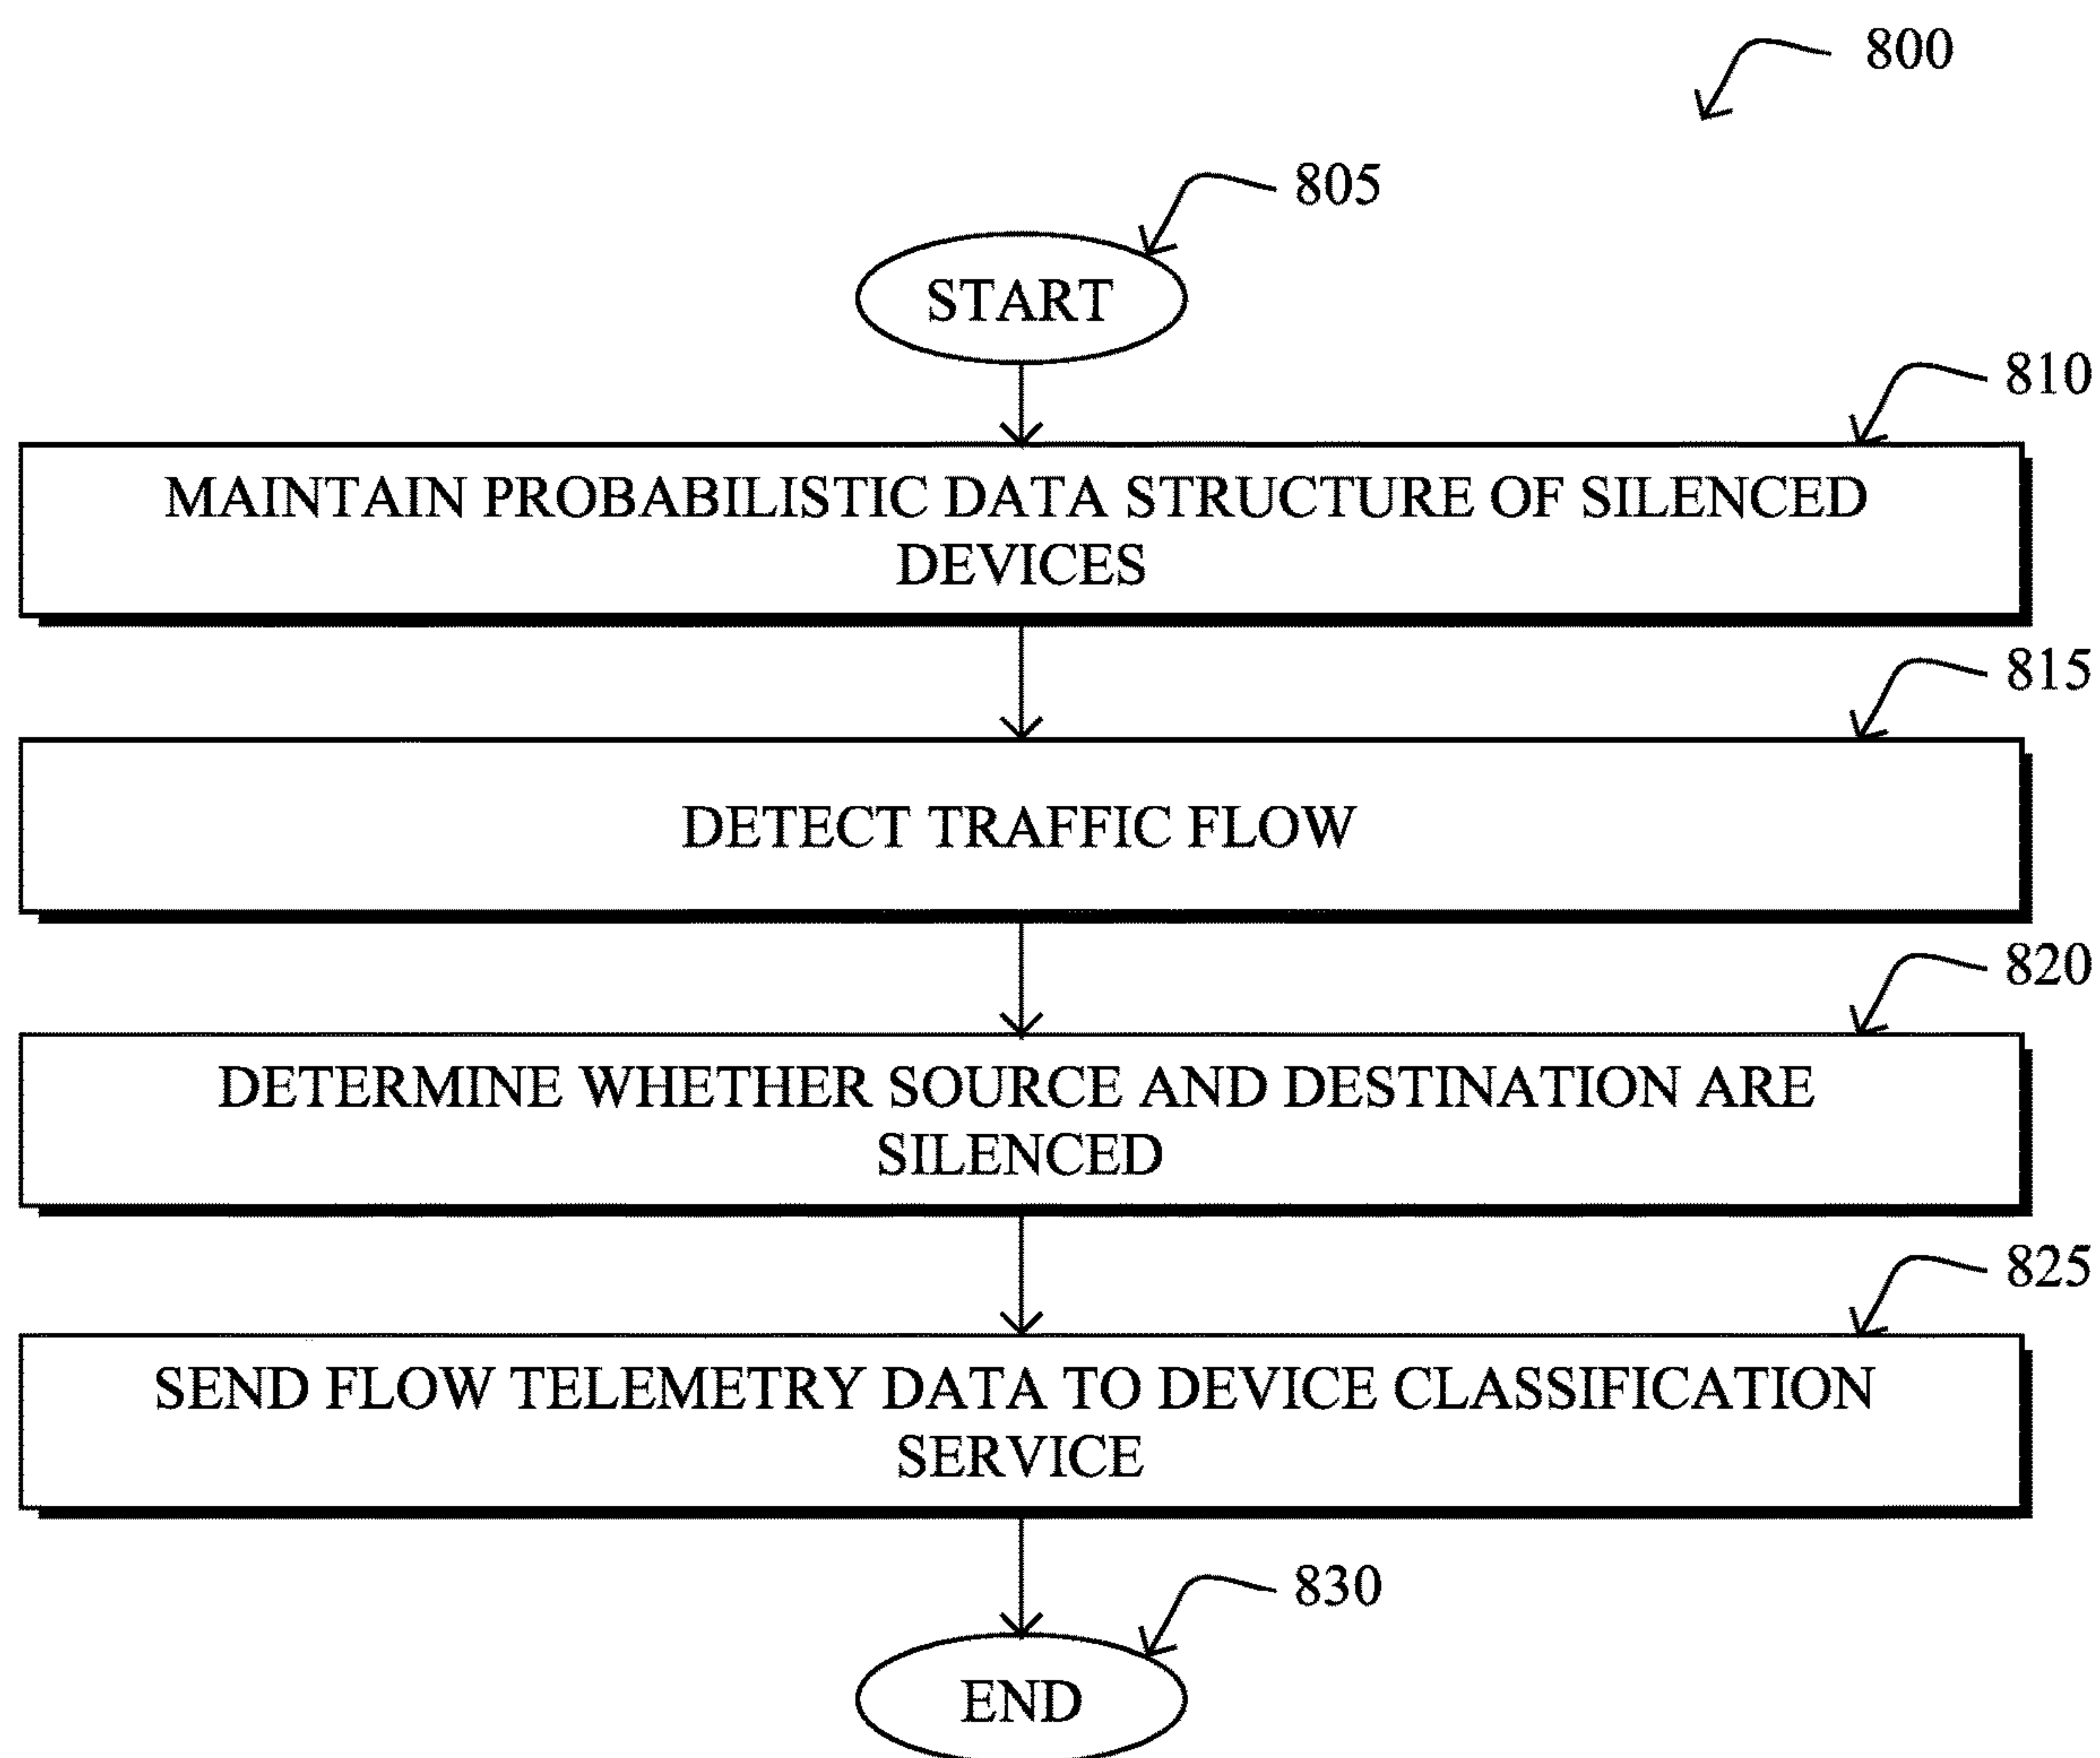 800
805
START
810
MAINTAIN PROBABILISTIC DATA STRUCTURE OF SILENCED
DEVICES
815
DETECT TRAFFIC FLOW
820
DETERMINE WHETHER SOURCE AND DESTINATION ARE
SILENCED
825
SEND FLOW TELEMETRY DATA TO DEVICE CLASSIFICATION
SERVICE
830
END